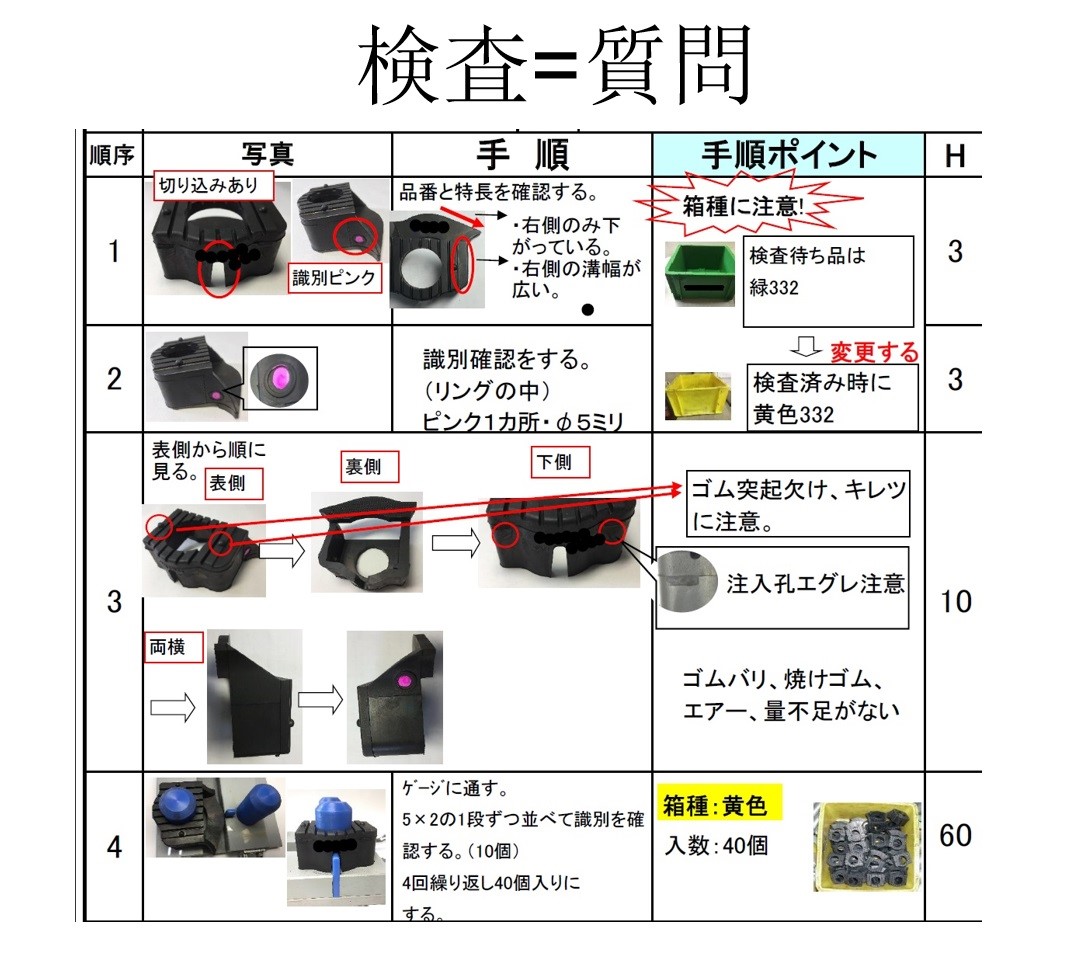 検査=質問
順序
写真
手 順
手順ポイント
H
1
切り込みあり
識別ピンク
品番と特長を確認する。
・右側のみ下
がっている。
・右側の溝幅が
広い。
箱種に注意!
検査待ち品は
緑332
変更する
3
2
識別確認をする。
（リングの中）
ピンク１カ所・φ５ミリ
検査済み時に
黄色332
3
3
表側から順に
見る。
表側
裏側
下側
両横
ゴム突起欠け、キレツ
に注意。
注入孔エグレ注意
ゴムバリ、焼けゴム、
エアー、量不足がない
10
4
ｹﾞｰｼﾞに通す。
5×2の1段ずつ並べて識別を確
認する。（10個）
4回繰り返し40個入りに
する。
箱種：黄色
入数：40個
60